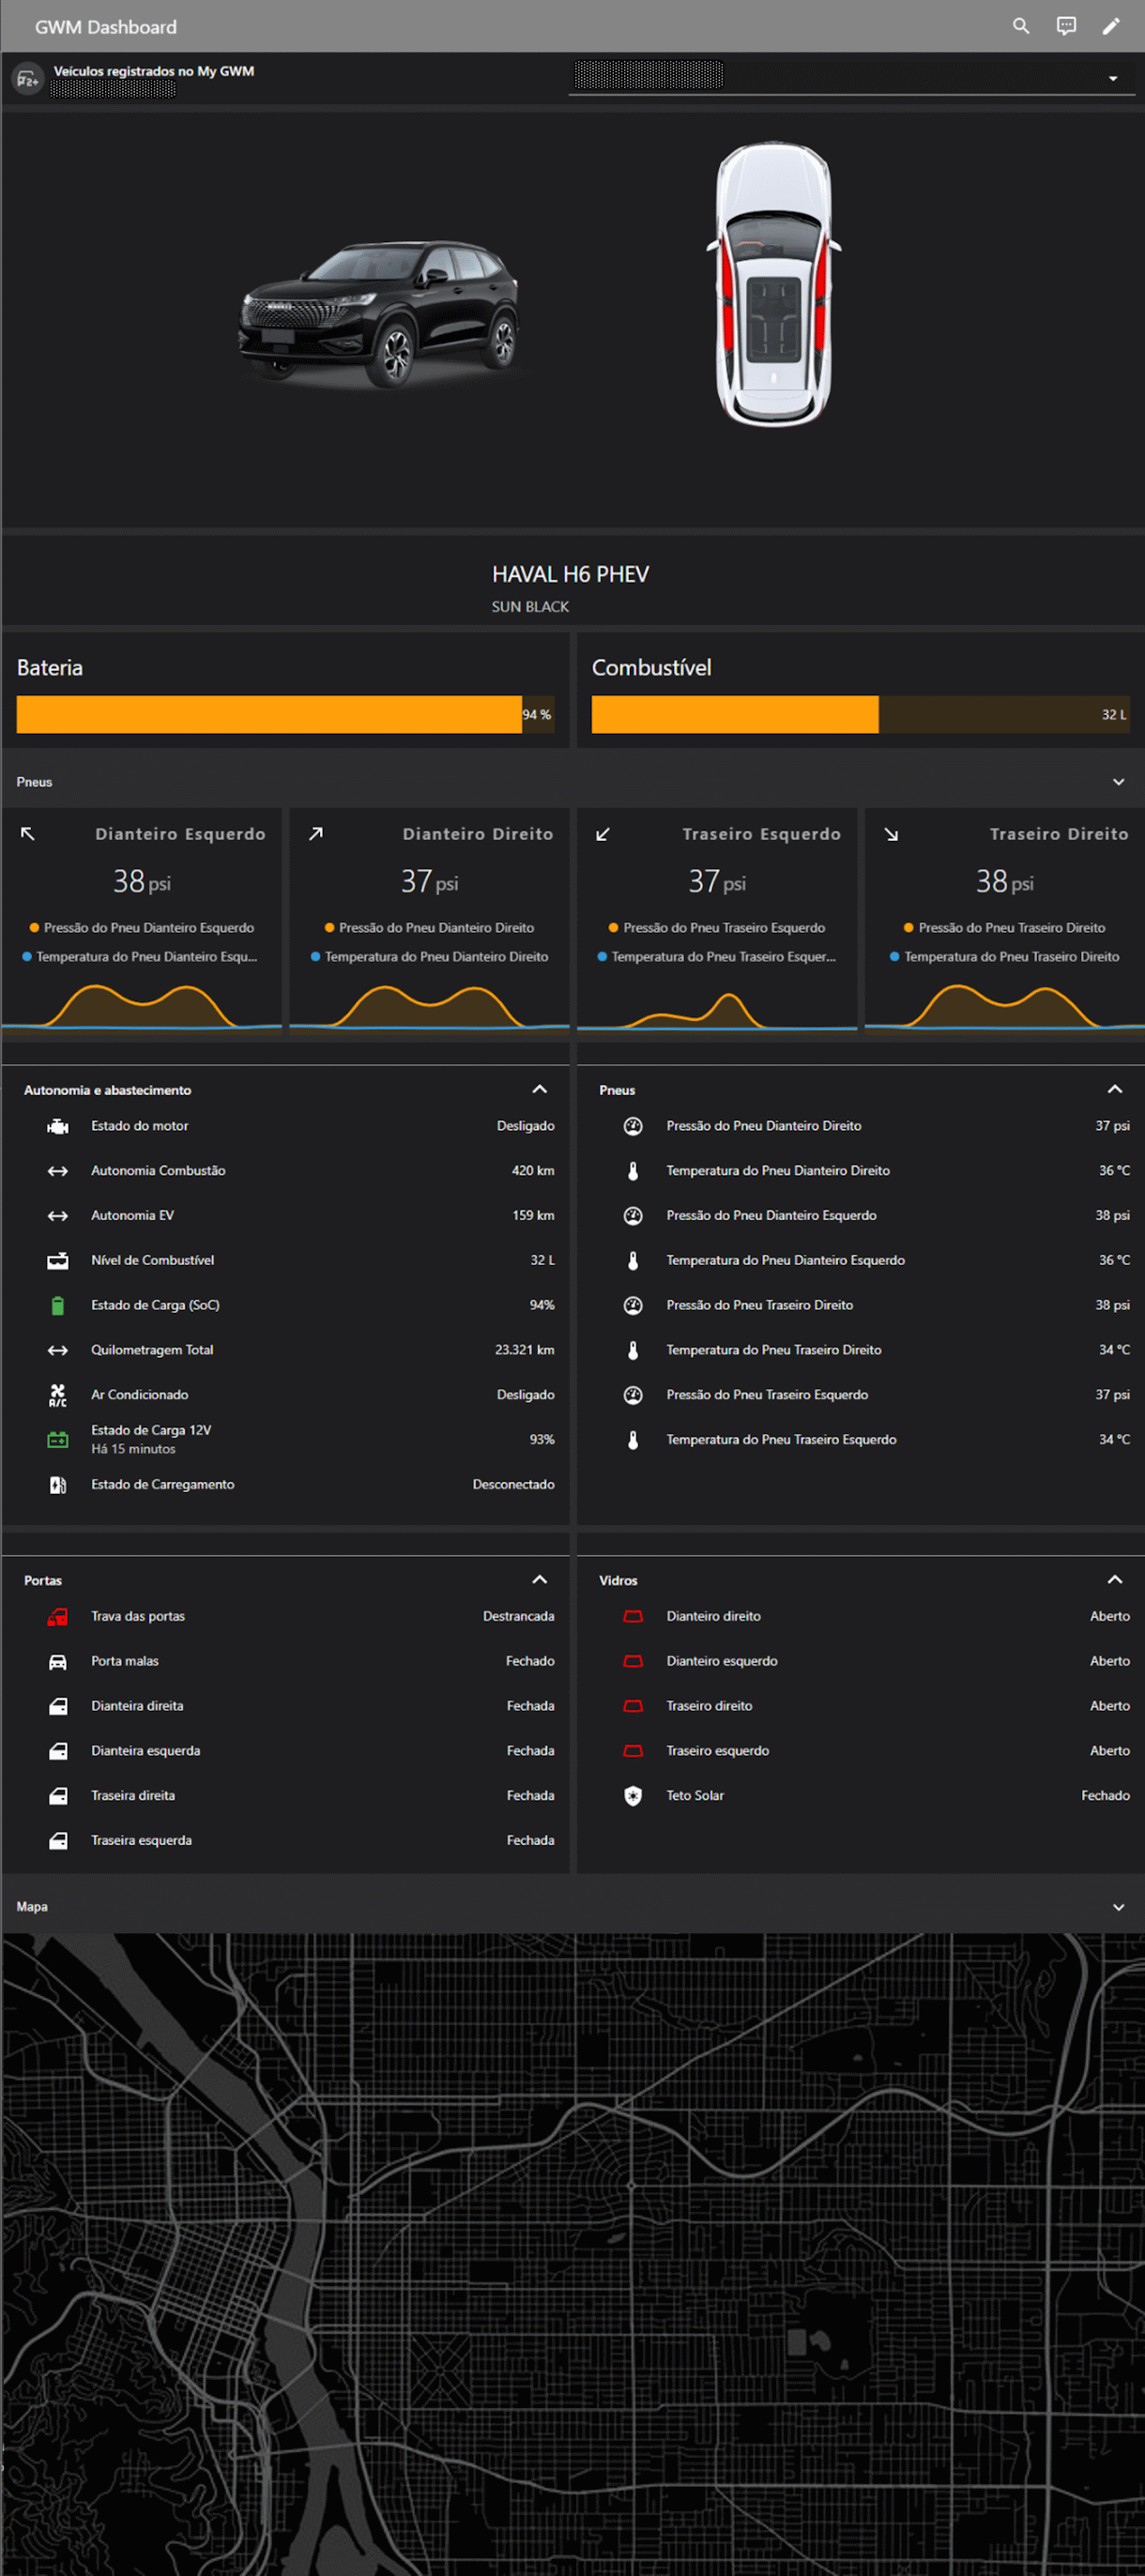 GWM Dashboard
Veículos registrados no My GWM
HAVAL H6 PHEV
SUN BLACK
Bateria
94 %
Combustível
32 L
Pneus
Dianteiro Esquerdo
38 psi
Pressão do Pneu Dianteiro Esquerdo
Temperatura do Pneu Dianteiro Esqu...
Dianteiro Direito
37 psi
Pressão do Pneu Dianteiro Direito
Temperatura do Pneu Dianteiro Direito
Traseiro Esquerdo
37 psi
Pressão do Pneu Traseiro Esquerdo
Temperatura do Pneu Traseiro Esquer...
Traseiro Direito
38 psi
Pressão do Pneu Traseiro Direito
Temperatura do Pneu Traseiro Direito
Autonomia e abastecimento
Estado do motor Desligado
Autonomia Combustão 420 km
Autonomia EV 159 km
Nível de Combustível 32 L
Estado de Carga (SoC) 94%
Quilometragem Total 23.321 km
A/C Ar Condicionado Desligado
Estado de Carga 12V 93%
Há 15 minutos
Estado de Carregamento Desconectado
Pneus
Pressão do Pneu Dianteiro Direito 37 psi
Temperatura do Pneu Dianteiro Direito 36 °C
Pressão do Pneu Dianteiro Esquerdo 38 psi
Temperatura do Pneu Dianteiro Esquerdo 36 °C
Pressão do Pneu Traseiro Direito 38 psi
Temperatura do Pneu Traseiro Direito 34 °C
Pressão do Pneu Traseiro Esquerdo 37 psi
Temperatura do Pneu Traseiro Esquerdo 34 °C
Portas
Trava das portas Destrancada
Porta malas Fechado
Dianteira direita Fechada
Dianteira esquerda Fechada
Traseira direita Fechada
Traseira esquerda Fechada
Vidros
Dianteiro direito Aberto
Dianteiro esquerdo Aberto
Traseiro direito Aberto
Traseiro esquerdo Aberto
Teto Solar Fechado
Mapa